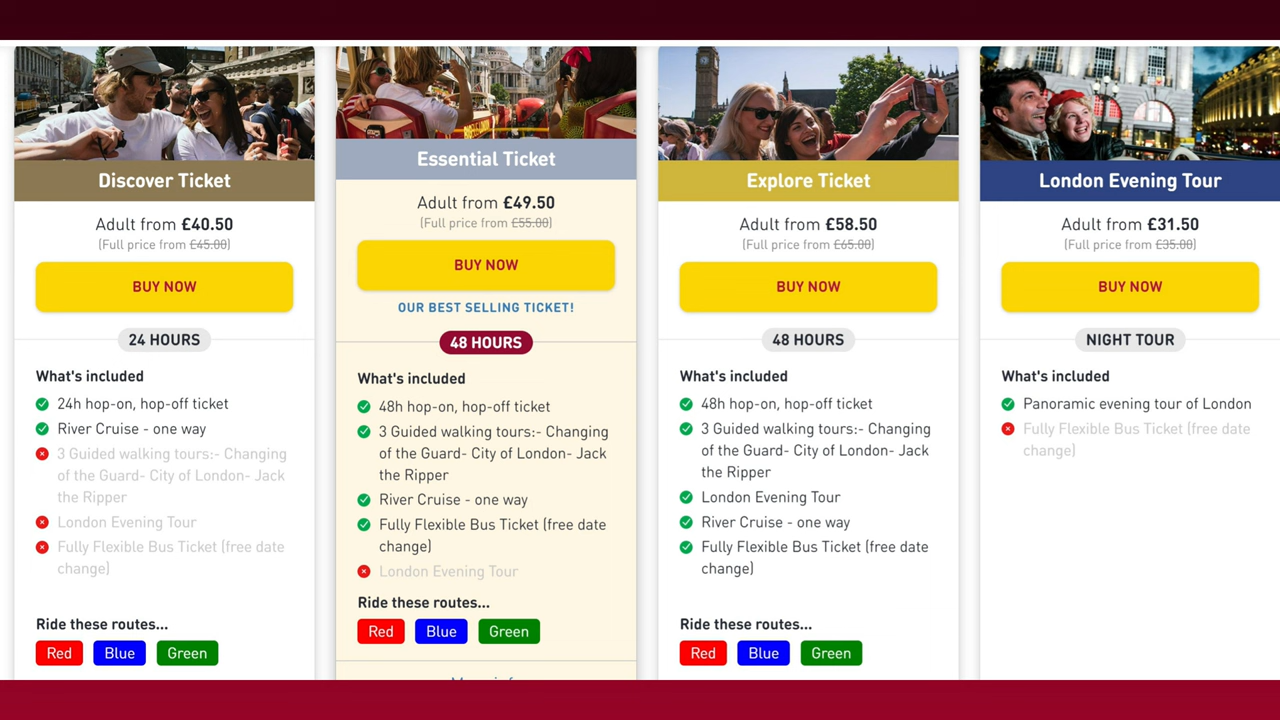 Discover Ticket
Adult from £40.50
(Full price from £45.00)
BUY NOW
24 HOURS
What's included
24h hop-on, hop-off ticket
River Cruise - one way
3 Guided walking tours:- Changing
of the Guard- City of London- Jack
the Ripper
London Evening Tour
Fully Flexible Bus Ticket (free date
change)
Ride these routes...
Red Blue Green
Essential Ticket
Adult from £49.50
(Full price from £55.00)
BUY NOW
OUR BEST SELLING TICKET!
48 HOURS
What's included
48h hop-on, hop-off ticket
3 Guided walking tours:- Changing
of the Guard- City of London- Jack
the Ripper
River Cruise - one way
Fully Flexible Bus Ticket (free date
change)
London Evening Tour
Ride these routes...
Red Blue Green
Explore Ticket
Adult from £58.50
(Full price from £65.00)
BUY NOW
48 HOURS
What's included
48h hop-on, hop-off ticket
3 Guided walking tours:- Changing
of the Guard- City of London- Jack
the Ripper
London Evening Tour
River Cruise - one way
Fully Flexible Bus Ticket (free date
change)
Ride these routes...
Red Blue Green
London Evening Tour
Adult from £31.50
(Full price from £35.00)
BUY NOW
NIGHT TOUR
What's included
Panoramic evening tour of London
Fully Flexible Bus Ticket (free date
change)